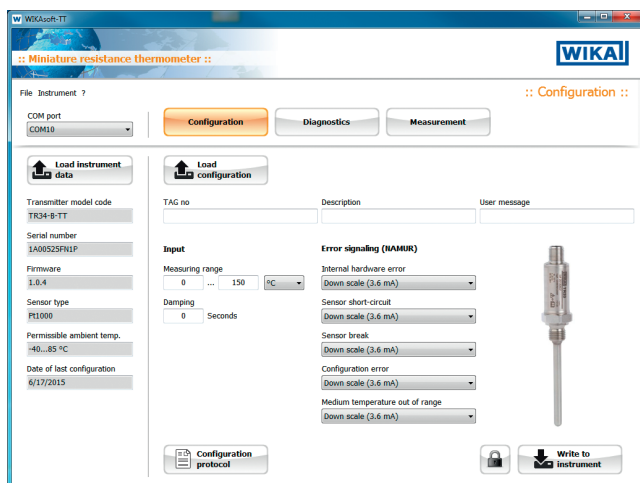 WIKAsoft-TT
:: Miniature resistance thermometer ::
WIKA
File Instrument ?
:: Configuration ::
COM port
COM10
Configuration
Diagnostics
Measurement
Load instrument
data
Load
configuration
Transmitter model code
TR34-B-TT
TAG no
Description
User message
Serial number
1A00525FN1P
Input
Error signaling (NAMUR)
Firmware
1.0.4
Measuring range
0 ... 150 °C
Internal hardware error
Down scale (3.6 mA)
Sensor type
Pt1000
Damping
0 Seconds
Sensor short-circuit
Down scale (3.6 mA)
Permissible ambient temp.
-40...85 °C
Sensor break
Down scale (3.6 mA)
Date of last configuration
6/17/2015
Configuration error
Down scale (3.6 mA)
Medium temperature out of range
Down scale (3.6 mA)
Configuration
protocol
Write to
instrument